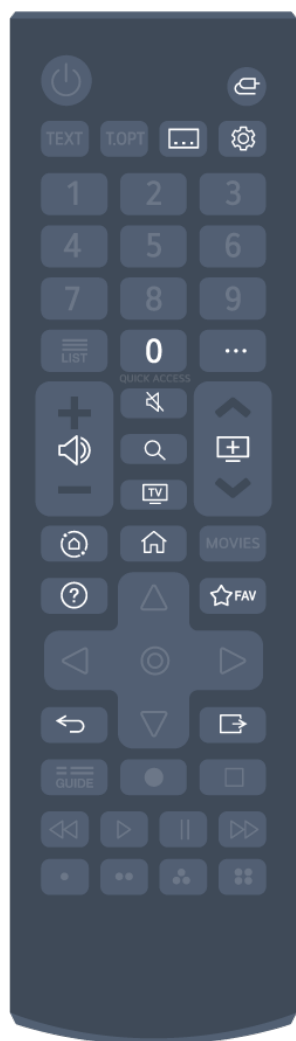 TEXT T.OPT
1 2 3
4 5 6
7 8 9
LIST 0 ...
QUICK ACCESS
TV
MOVIES
? FAV
GUIDE